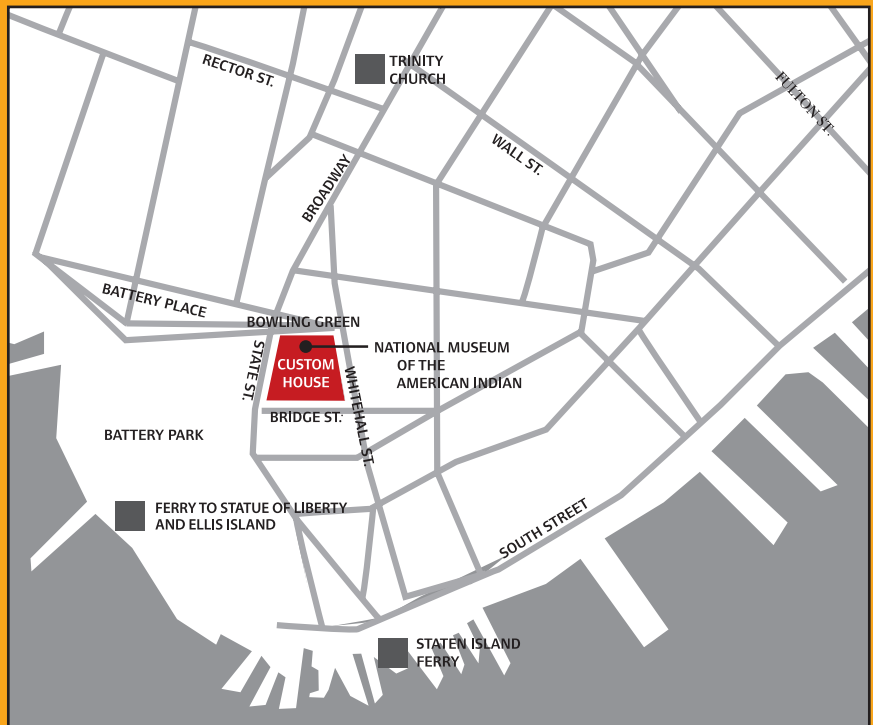 TRINITY
CHURCH
RECTOR ST.
FULTON ST.
WALL ST.
BROADWAY
BATTERY PLACE
BOWLING GREEN
STATE ST.
CUSTOM
HOUSE
NATIONAL MUSEUM
OF THE
AMERICAN INDIAN
WHITEHALL ST.
BRIDGE ST.
BATTERY PARK
FERRY TO STATUE OF LIBERTY
AND ELLIS ISLAND
SOUTH STREET
STATEN ISLAND
FERRY